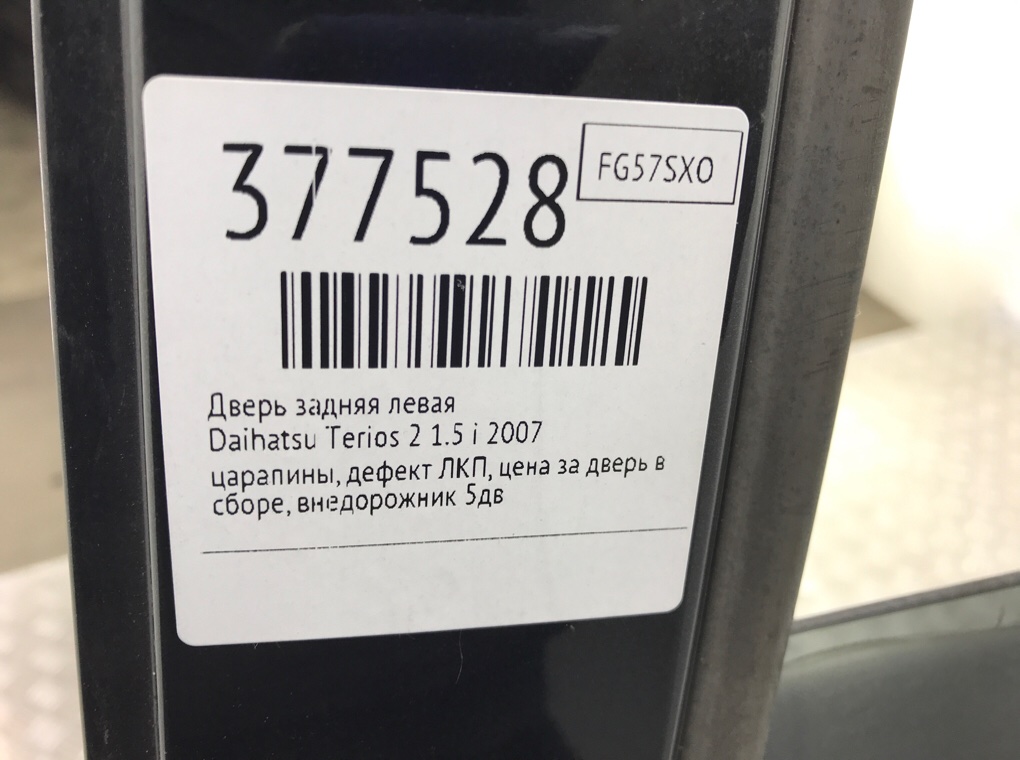 377528
FG57SXO
Дверь задняя левая
Daihatsu Terios 2 1.5 i 2007
царапины, дефект ЛКП, цена за дверь в
сборе, внедорожник 5дв